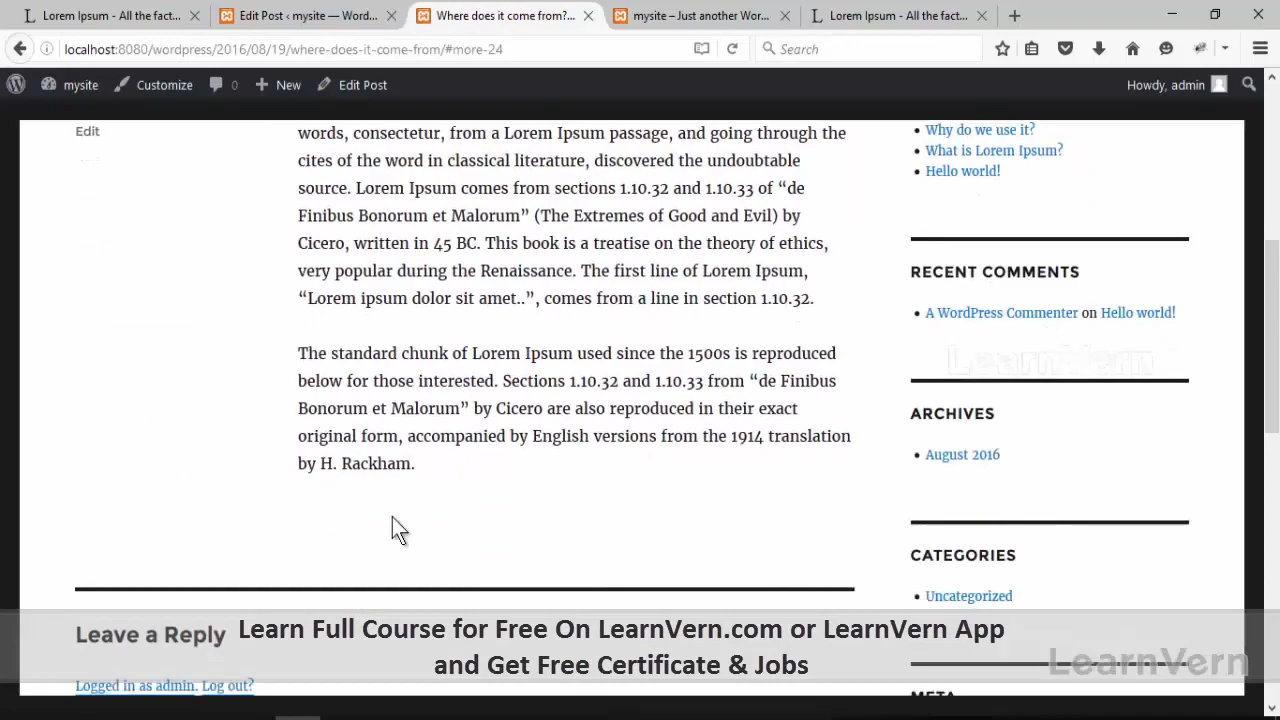 Lorem Ipsum - All the fact...
Edit Post ‹ mysite — Word...
Where does it come from?...
mysite – Just another Wor...
Lorem Ipsum - All the fact...
localhost:8080/wordpress/2016/08/19/where-does-it-come-from/#more-24
Search
mysite
Customize
0
New
Edit Post
Howdy, admin
Edit
words, consectetur, from a Lorem Ipsum passage, and going through the
cites of the word in classical literature, discovered the undoubtable
source. Lorem Ipsum comes from sections 1.10.32 and 1.10.33 of “de
Finibus Bonorum et Malorum” (The Extremes of Good and Evil) by
Cicero, written in 45 BC. This book is a treatise on the theory of ethics,
very popular during the Renaissance. The first line of Lorem Ipsum,
“Lorem ipsum dolor sit amet..”, comes from a line in section 1.10.32.
The standard chunk of Lorem Ipsum used since the 1500s is reproduced
below for those interested. Sections 1.10.32 and 1.10.33 from “de Finibus
Bonorum et Malorum” by Cicero are also reproduced in their exact
original form, accompanied by English versions from the 1914 translation
by H. Rackham.
Why do we use it?
What is Lorem Ipsum?
Hello world!
RECENT COMMENTS
A WordPress Commenter on Hello world!
LearnVern
ARCHIVES
August 2016
CATEGORIES
Uncategorized
META
Leave a Reply
Logged in as admin. Log out?
Learn Full Course for Free On LearnVern.com or LearnVern App
and Get Free Certificate & Jobs
LearnVern